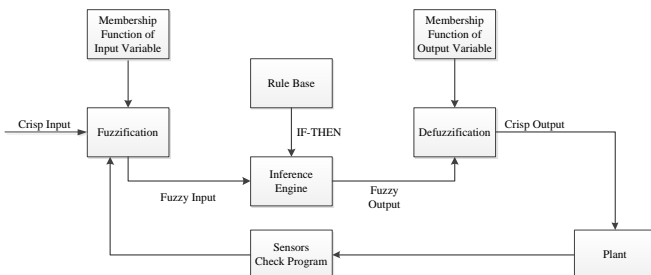 Membership
Function of
Input Variable
Membership
Function of
Output Variable
Rule Base
Crisp Input
Fuzzification
IF-THEN
Defuzzification
Crisp Output
Inference
Engine
Fuzzy Input
Fuzzy
Output
Sensors
Check Program
Plant